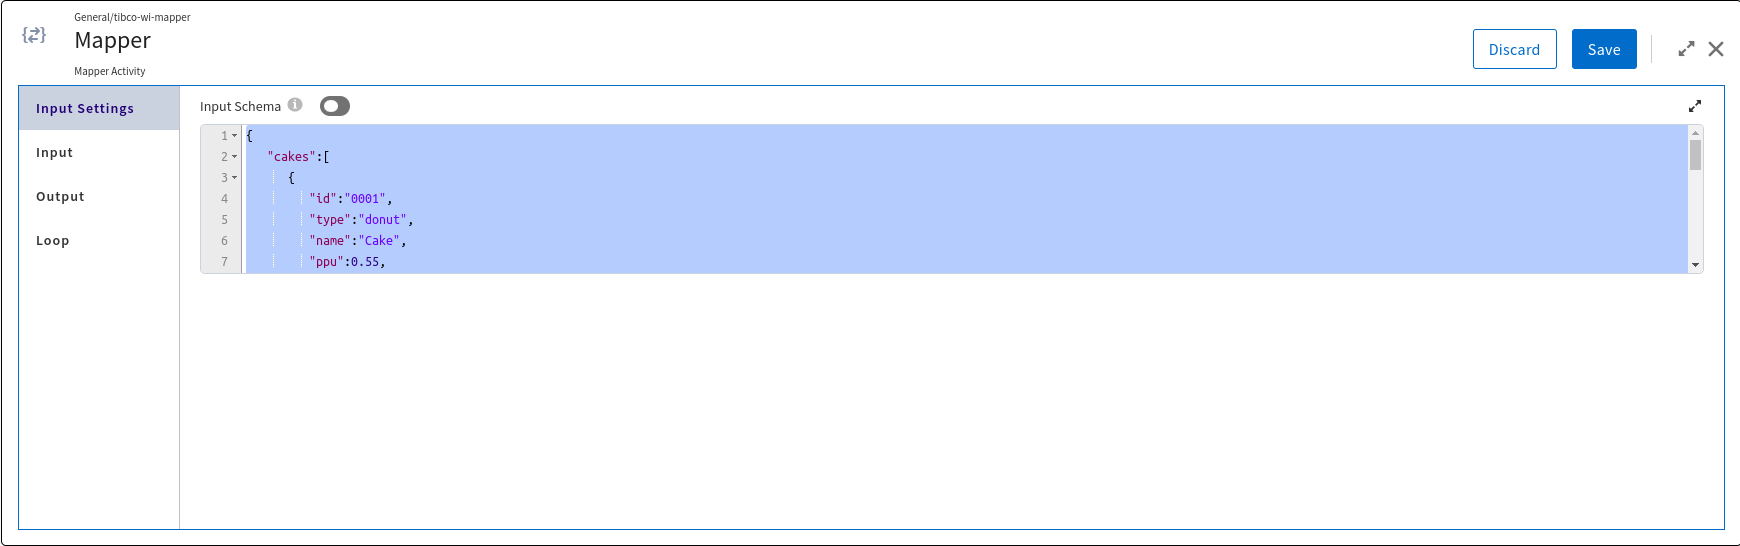 General/tibco-wi-mapper
Mapper
Mapper Activity
Discard
Save
Input Settings
Input
Output
Loop
Input Schema
1 {
2 "cakes":[
3 {
4 "id":"0001",
5 "type":"donut",
6 "name":"Cake",
7 "ppu":0.55,